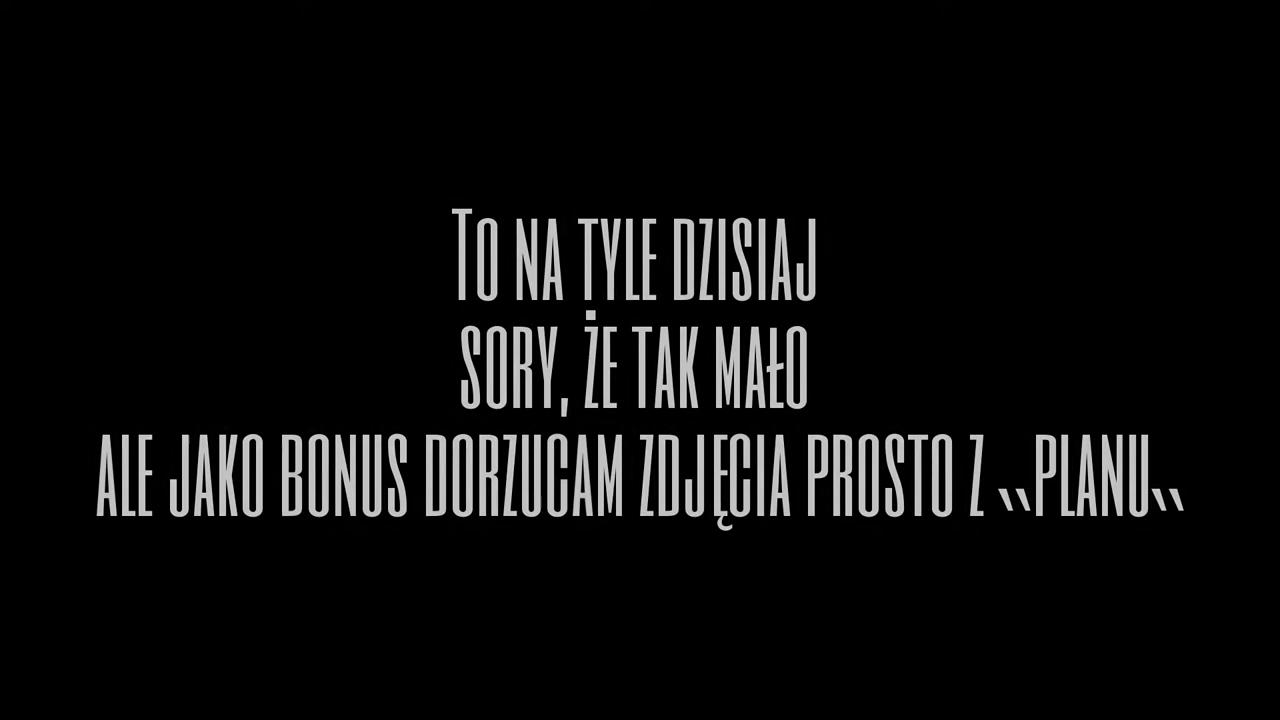 To na tyle dzisiaj
sory, że tak mało
ale jako bonus dorzucam zdjęcia prosto z ,,planu,,